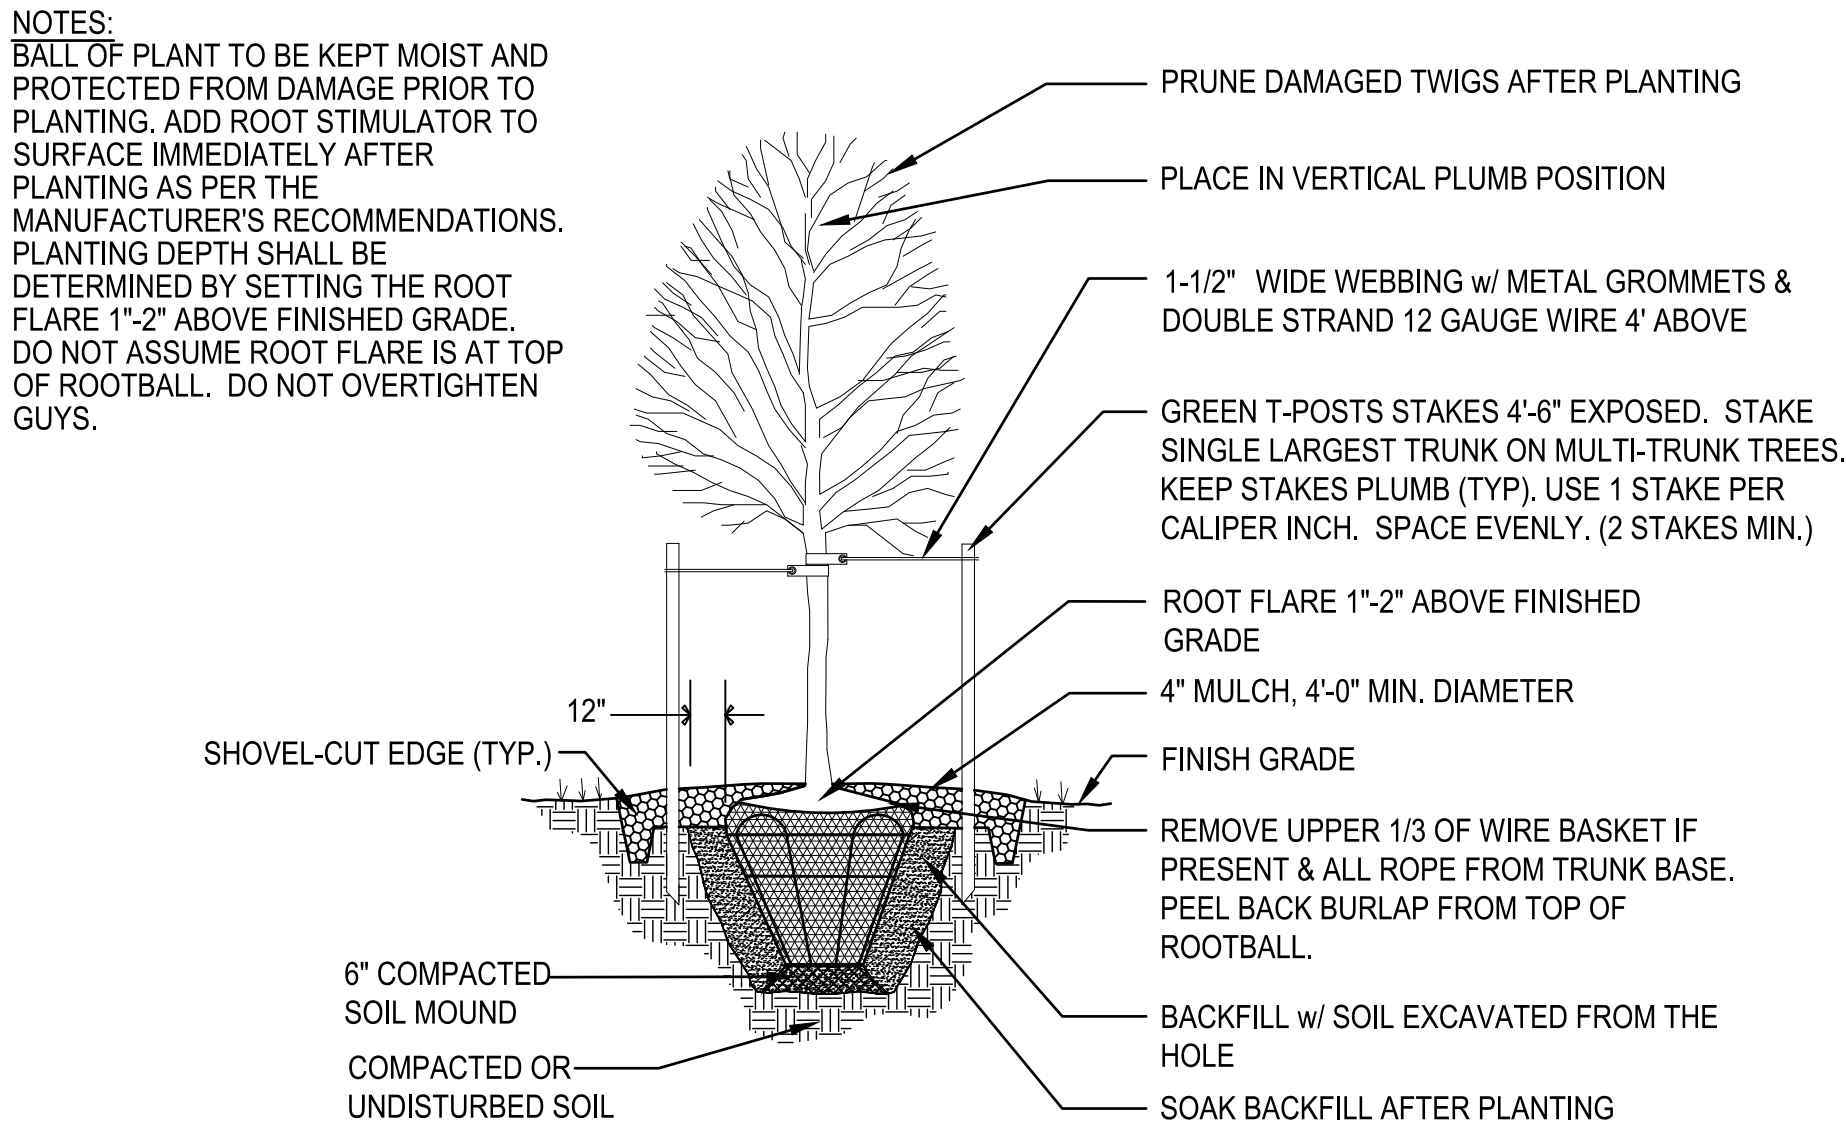 NOTES:
BALL OF PLANT TO BE KEPT MOIST AND
PROTECTED FROM DAMAGE PRIOR TO
PLANTING. ADD ROOT STIMULATOR TO
SURFACE IMMEDIATELY AFTER
PLANTING AS PER THE
MANUFACTURER'S RECOMMENDATIONS.
PLANTING DEPTH SHALL BE
DETERMINED BY SETTING THE ROOT
FLARE 1"-2" ABOVE FINISHED GRADE.
DO NOT ASSUME ROOT FLARE IS AT TOP
OF ROOTBALL. DO NOT OVERTIGHTEN
GUYS.
PRUNE DAMAGED TWIGS AFTER PLANTING
PLACE IN VERTICAL PLUMB POSITION
1-1/2" WIDE WEBBING w/ METAL GROMMETS &
DOUBLE STRAND 12 GAUGE WIRE 4' ABOVE
GREEN T-POSTS STAKES 4'-6" EXPOSED. STAKE
SINGLE LARGEST TRUNK ON MULTI-TRUNK TREES.
KEEP STAKES PLUMB (TYP). USE 1 STAKE PER
CALIPER INCH. SPACE EVENLY. (2 STAKES MIN.)
ROOT FLARE 1"-2" ABOVE FINISHED
GRADE
4" MULCH, 4'-0" MIN. DIAMETER
FINISH GRADE
REMOVE UPPER 1/3 OF WIRE BASKET IF
PRESENT & ALL ROPE FROM TRUNK BASE.
PEEL BACK BURLAP FROM TOP OF
ROOTBALL.
BACKFILL w/ SOIL EXCAVATED FROM THE
HOLE
SOAK BACKFILL AFTER PLANTING
12"
SHOVEL-CUT EDGE (TYP.)
6" COMPACTED
SOIL MOUND
COMPACTED OR
UNDISTURBED SOIL